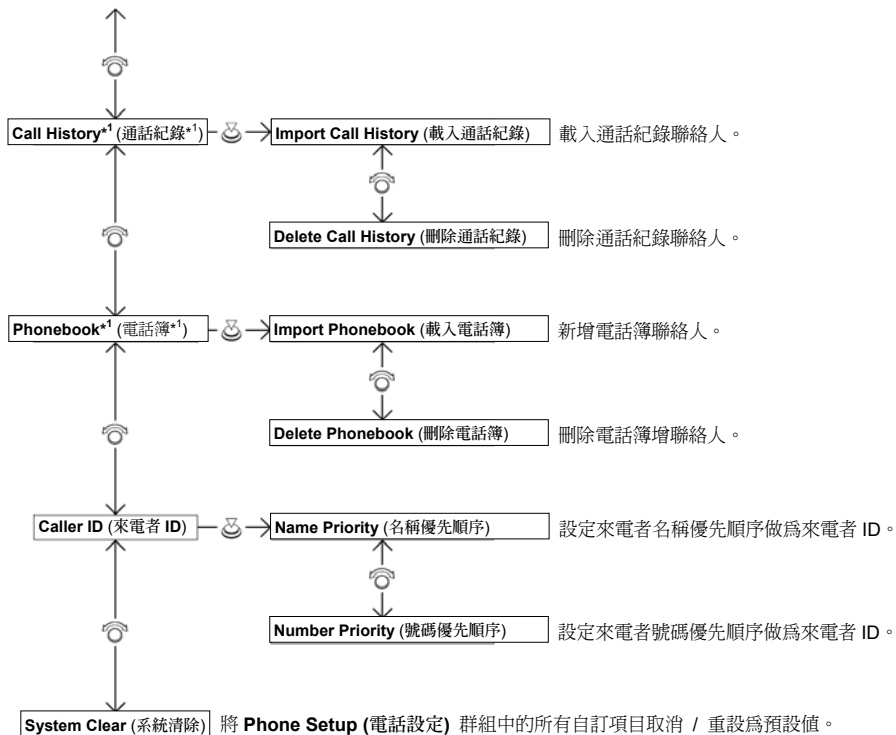 Call History*1 (通話紀錄*1) Import Call History (載入通話紀錄) 載入通話紀錄聯絡人。
Delete Call History (刪除通話紀錄) 刪除通話紀錄聯絡人。
Phonebook*1 (電話簿*1) Import Phonebook (載入電話簿) 新增電話簿聯絡人。
Delete Phonebook (刪除電話簿) 刪除電話簿增聯絡人。
Caller ID (來電者 ID) Name Priority (名稱優先順序) 設定來電者名稱優先順序做爲來電者 ID。
Number Priority (號碼優先順序) 設定來電者號碼優先順序做爲來電者 ID。
System Clear (系統清除) 將 Phone Setup (電話設定) 群組中的所有自訂項目取消 / 重設爲預設值。